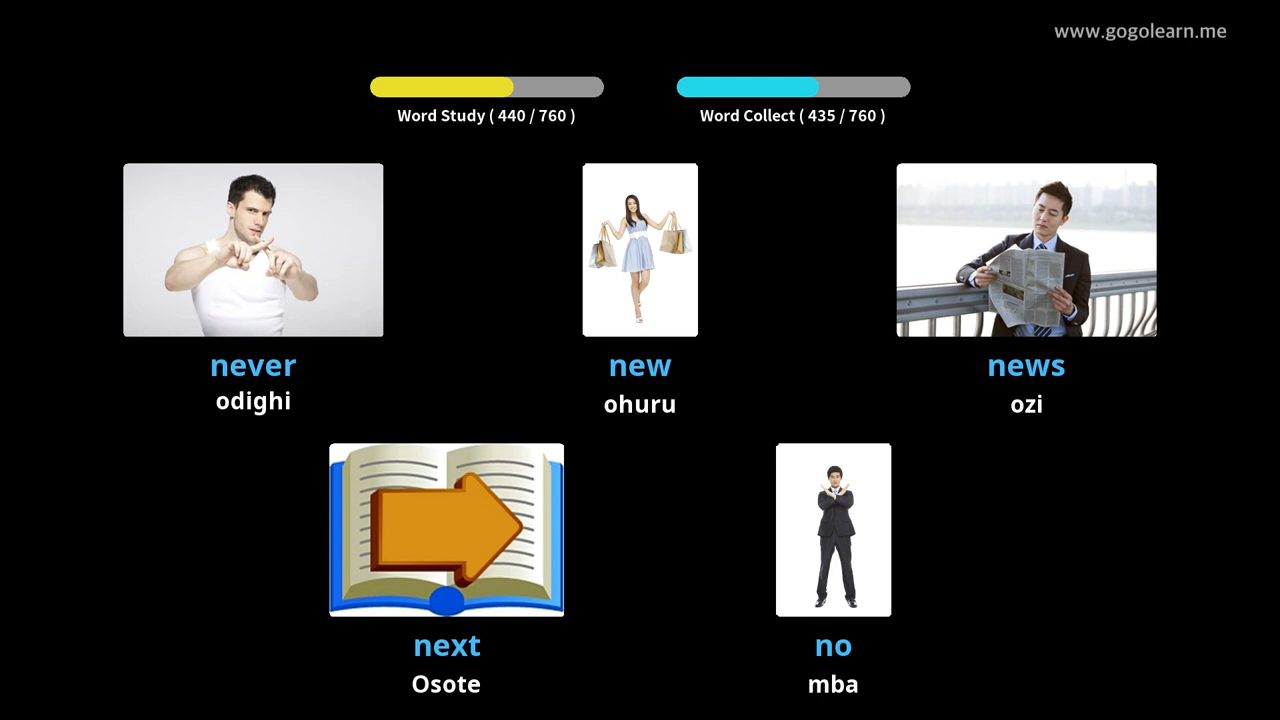 www.gogolearn.me
Word Study ( 440 / 760 )
Word Collect ( 435 / 760 )
never
odighi
new
ohuru
news
ozi
next
Osote
no
mba